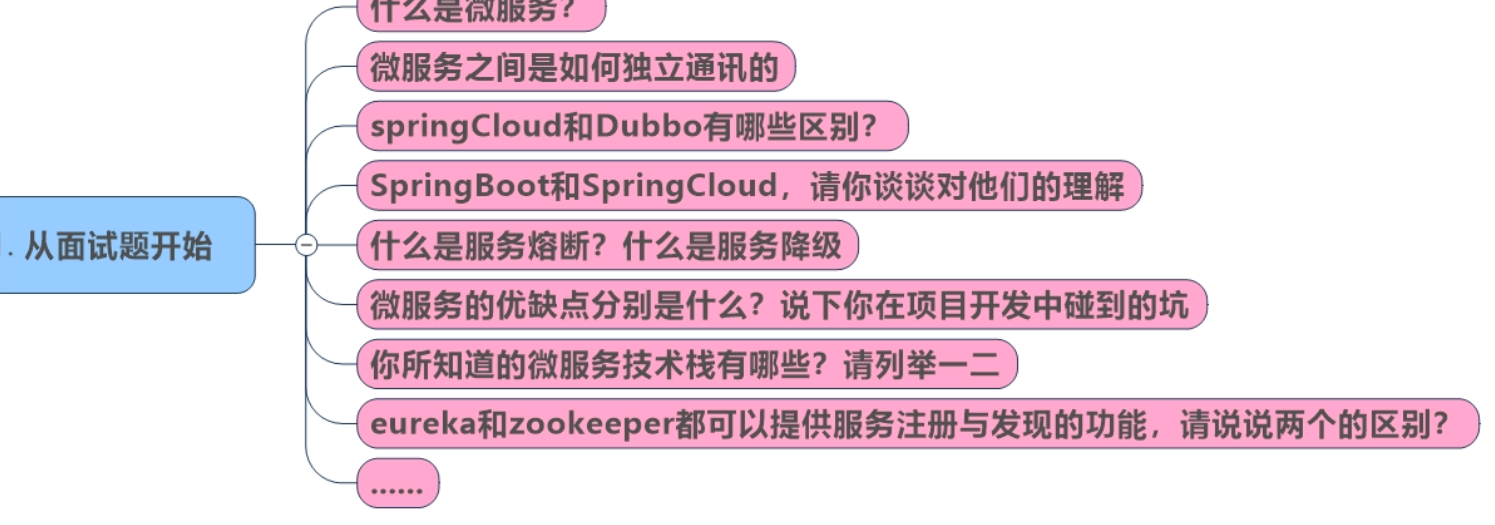 什么是微服务？
微服务之间是如何独立通讯的
springCloud和Dubbo有哪些区别？
SpringBoot和SpringCloud，请你谈谈对他们的理解
. 从面试题开始
什么是服务熔断？什么是服务降级
微服务的优缺点分别是什么？说下你在项目开发中碰到的坑
你所知道的微服务技术栈有哪些？请列举一二
eureka和zookeeper都可以提供服务注册与发现的功能，请说说两个的区别？
......